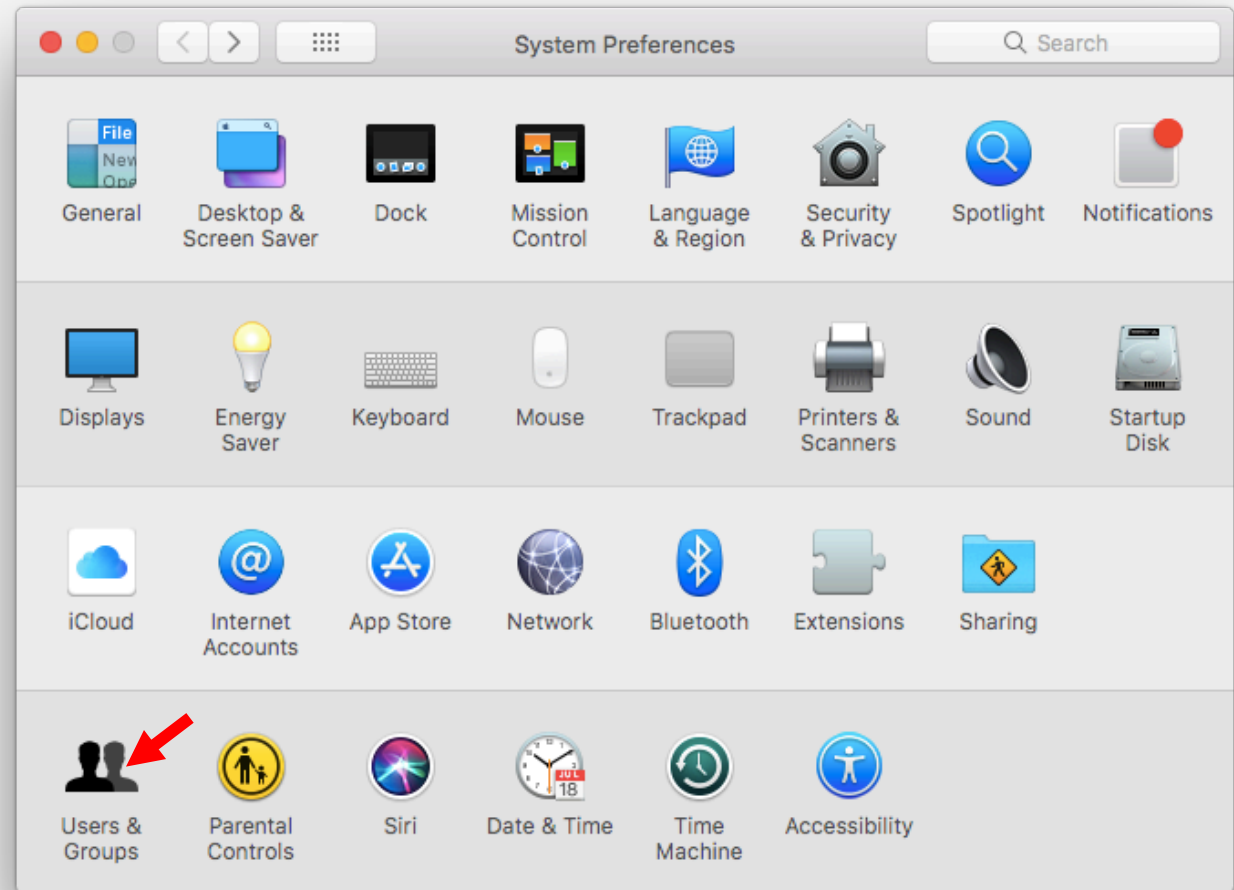 System Preferences
Search
File
New
Ope
General
Desktop &
Screen Saver
Dock
Mission
Control
Language
& Region
Security
& Privacy
Spotlight
Notifications
Displays
Energy
Saver
Keyboard
Mouse
Trackpad
Printers &
Scanners
Sound
Startup
Disk
iCloud
@
Internet
Accounts
App Store
Network
Bluetooth
Extensions
Sharing
Users &
Groups
Parental
Controls
Siri
JUL
18
Date & Time
Time
Machine
Accessibility